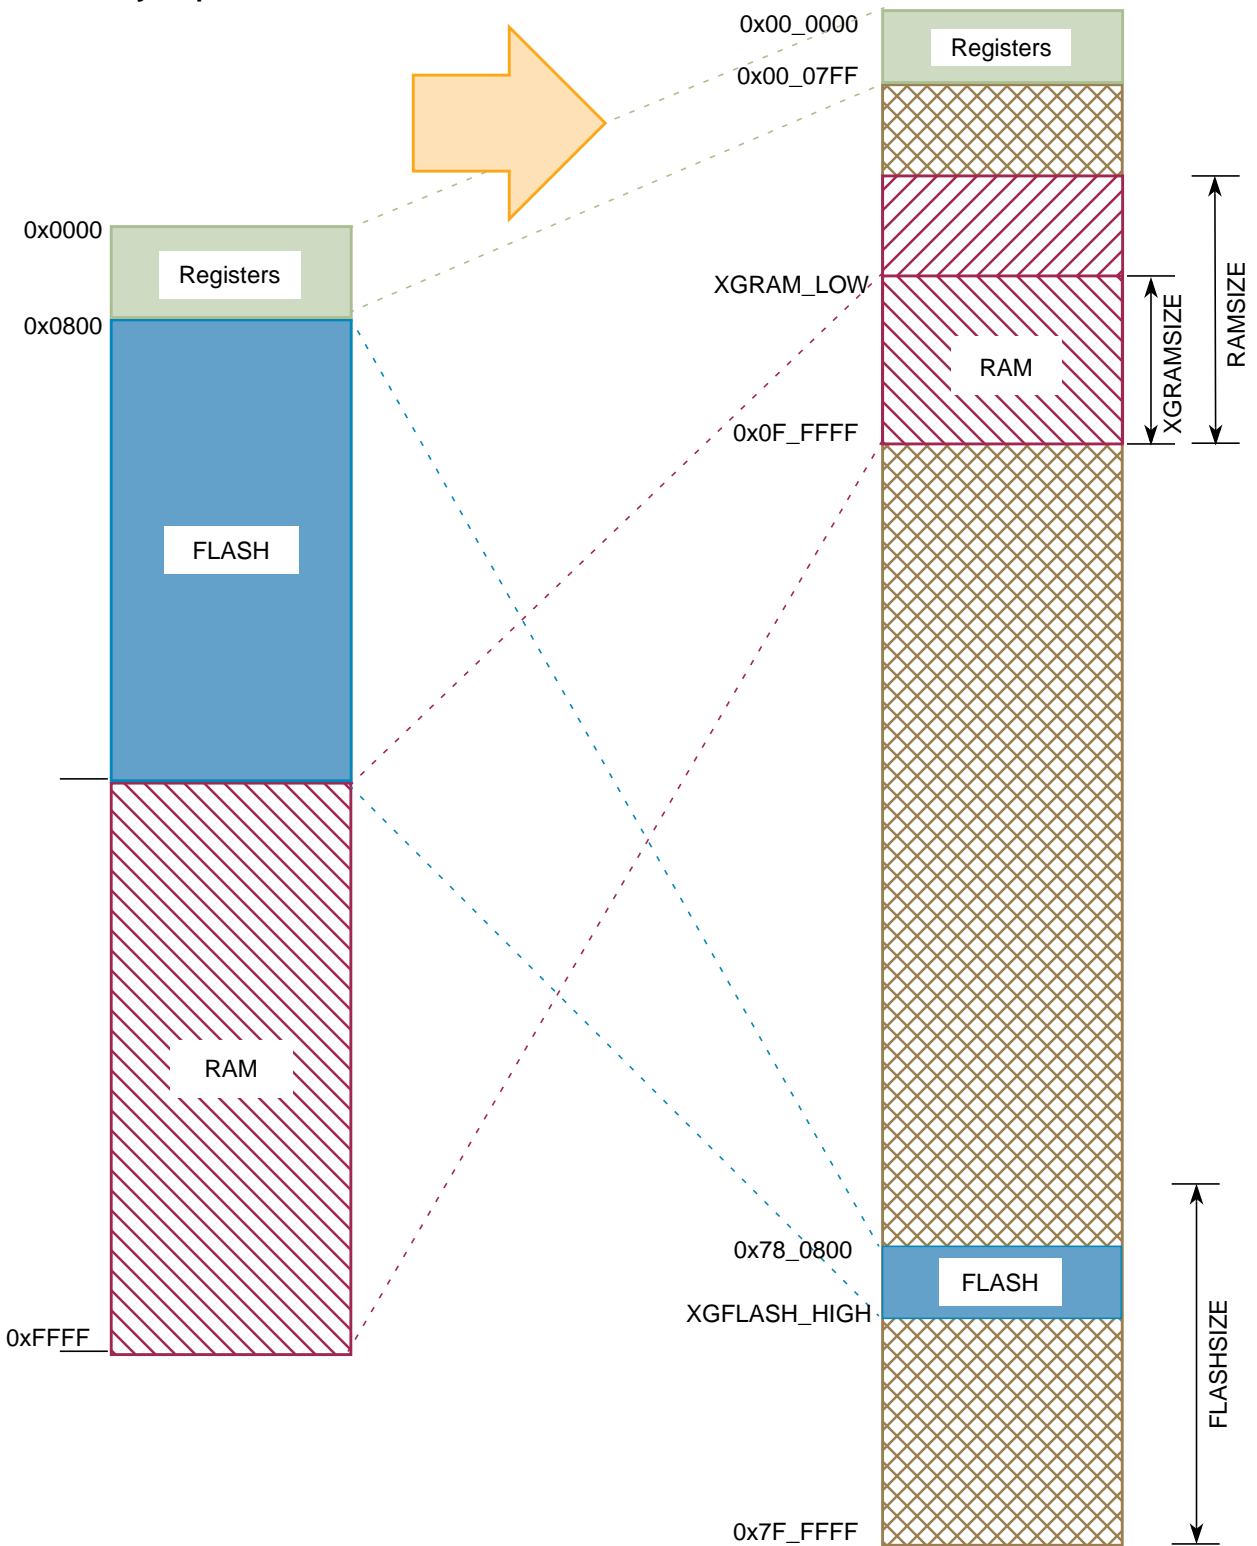 0x00_0000
Registers
0x00_07FF
0x0000
Registers
0x0800
XGRAM_LOW
RAM
XGRAMSIZE
RAMSIZE
0x0F_FFFF
FLASH
RAM
0x78_0800
FLASH
XGFLASH_HIGH
FLASHSIZE
0xFFFF
0x7F_FFFF